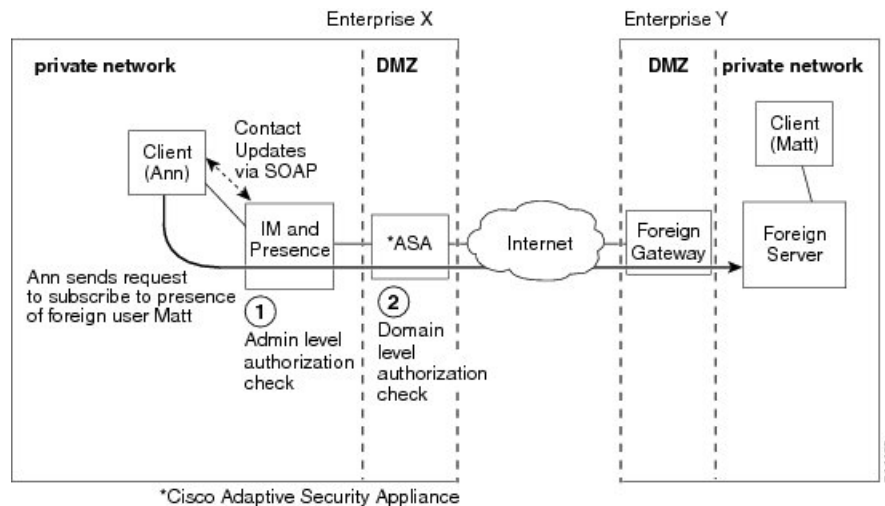 Enterprise X
Enterprise Y
private network
DMZ
DMZ
private network
Client
(Ann)
Contact
Updates
via SOAP
Client
(Matt)
IM and
Presence
*ASA
Internet
Foreign
Gateway
Foreign
Server
Ann sends request
to subscribe to presence
of foreign user Matt
1
Admin level
authorization
check
2
Domain
level
authorization
check
*Cisco Adaptive Security Appliance